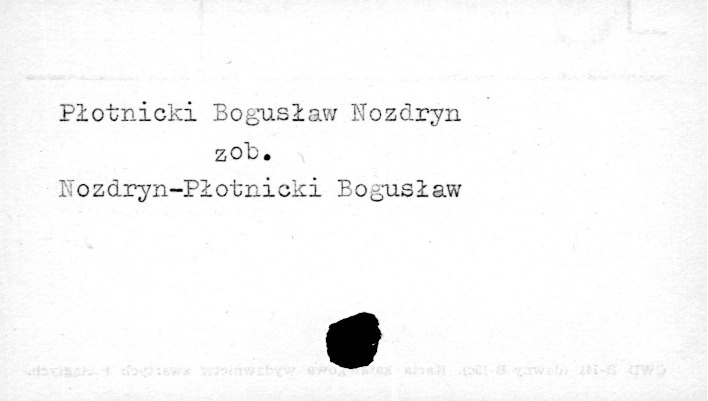 Płotnicki Bogusław Nozdryn
zob.
Nozdryn-Płotnicki Bogusław